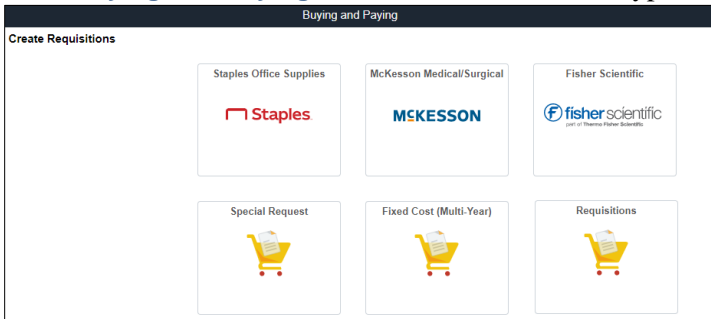 Buying and Paying
Create Requisitions
Staples Office Supplies
McKesson Medical/Surgical
Fisher Scientific
Staples
MCKESSON
fisher scientific
part of Thermo Fisher Scientific
Special Request
Fixed Cost (Multi-Year)
Requisitions